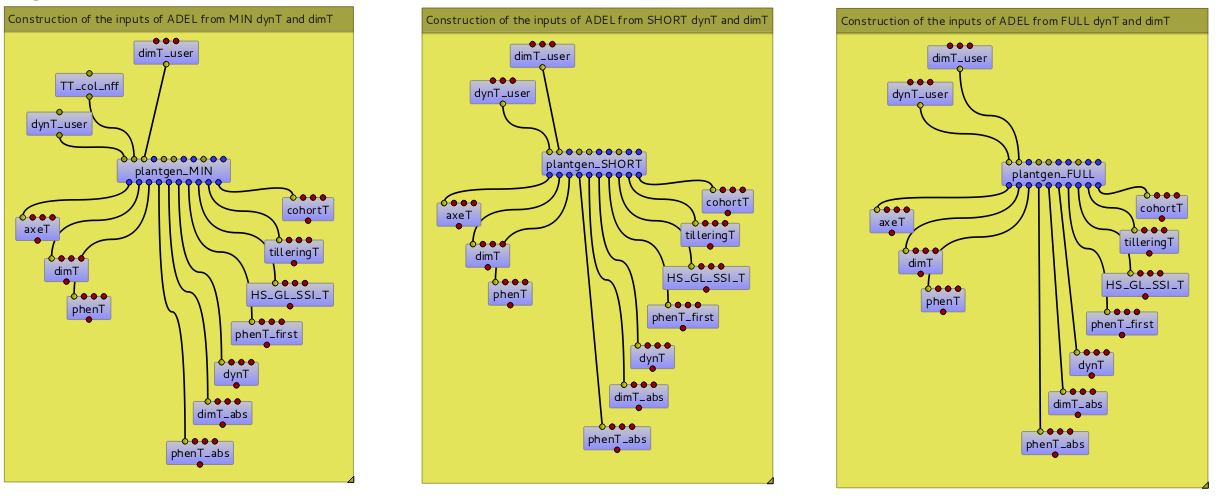 Construction of the inputs of ADEL from MIN dynT and dimT
dimT_user
TT_col_nff
dynT_user
plantgen_MIN
cohortT
axeT
tilleringT
dimT
HS_GL_SSI_T
phenT
phenT_first
dynT
dimT_abs
phenT_abs
Construction of the inputs of ADEL from SHORT dynT and dimT
dimT_user
dynT_user
plantgen_SHORT
cohortT
axeT
tilleringT
dimT
HS_GL_SSI_T
phenT
phenT_first
dynT
dimT_abs
phenT_abs
Construction of the inputs of ADEL from FULL dynT and dimT
dimT_user
dynT_user
plantgen_FULL
cohortT
axeT
tilleringT
dimT
HS_GL_SSI_T
phenT
phenT_first
dynT
dimT_abs
phenT_abs